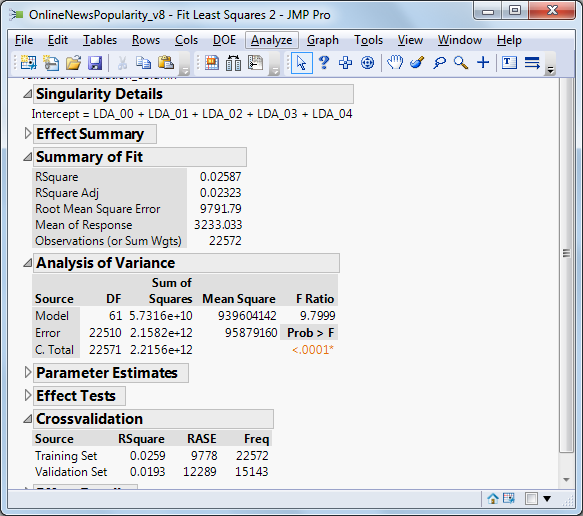 OnlineNewsPopularity_v8 - Fit Least Squares 2 - JMP Pro
File Edit Tables Rows Cols DOE Analyze Graph Tools View Window Help
Singularity Details
Intercept = LDA_00 + LDA_01 + LDA_02 + LDA_03 + LDA_04
Effect Summary
Summary of Fit
RSquare 0.02587
RSquare Adj 0.02323
Root Mean Square Error 9791.79
Mean of Response 3233.033
Observations (or Sum Wgts) 22572
Analysis of Variance
Sum of
Source DF Squares Mean Square F Ratio
Model 61 5.7316e+10 939604142 9.7999
Error 22510 2.1582e+12 95879160 Prob > F
C. Total 22571 2.2156e+12 <.0001*
Parameter Estimates
Effect Tests
Crossvalidation
Source RSquare RASE Freq
Training Set 0.0259 9778 22572
Validation Set 0.0193 12289 15143